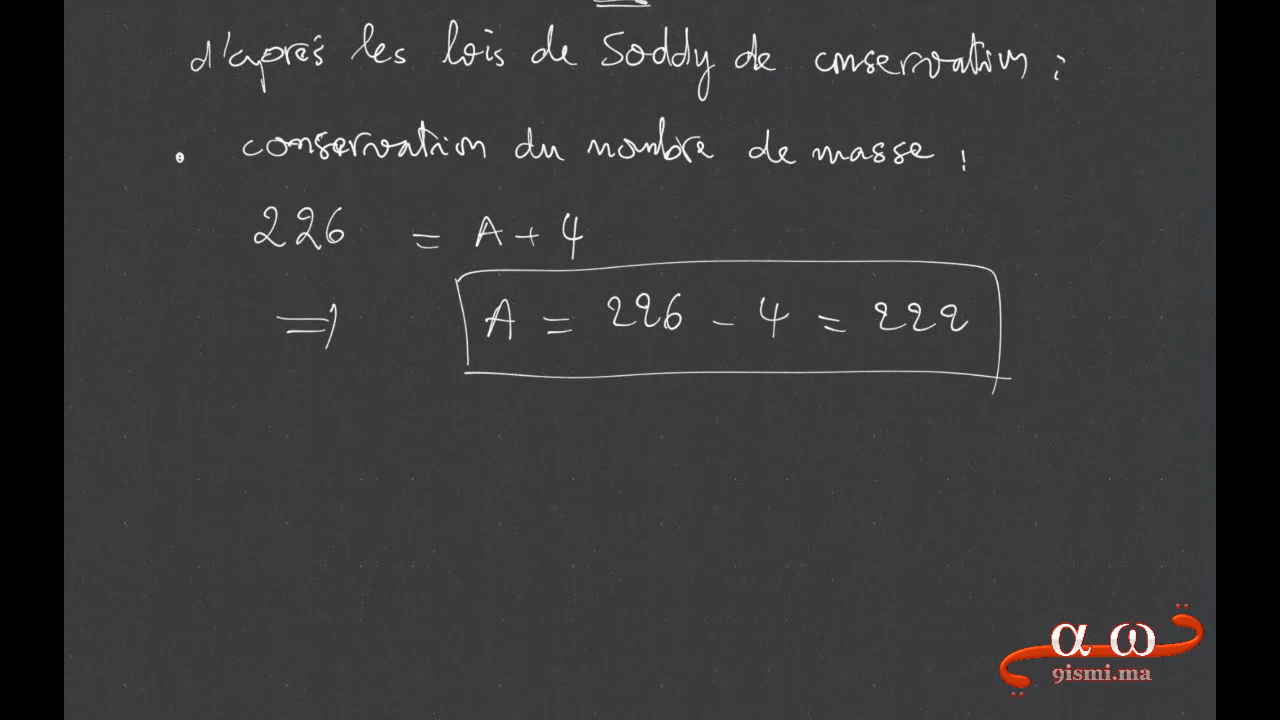 d'après les lois de Soddy de conservation :
• conservation du nombre de masse :
226 = A + 4
⟹ A = 226 - 4 = 222
α ω
9ismi.ma